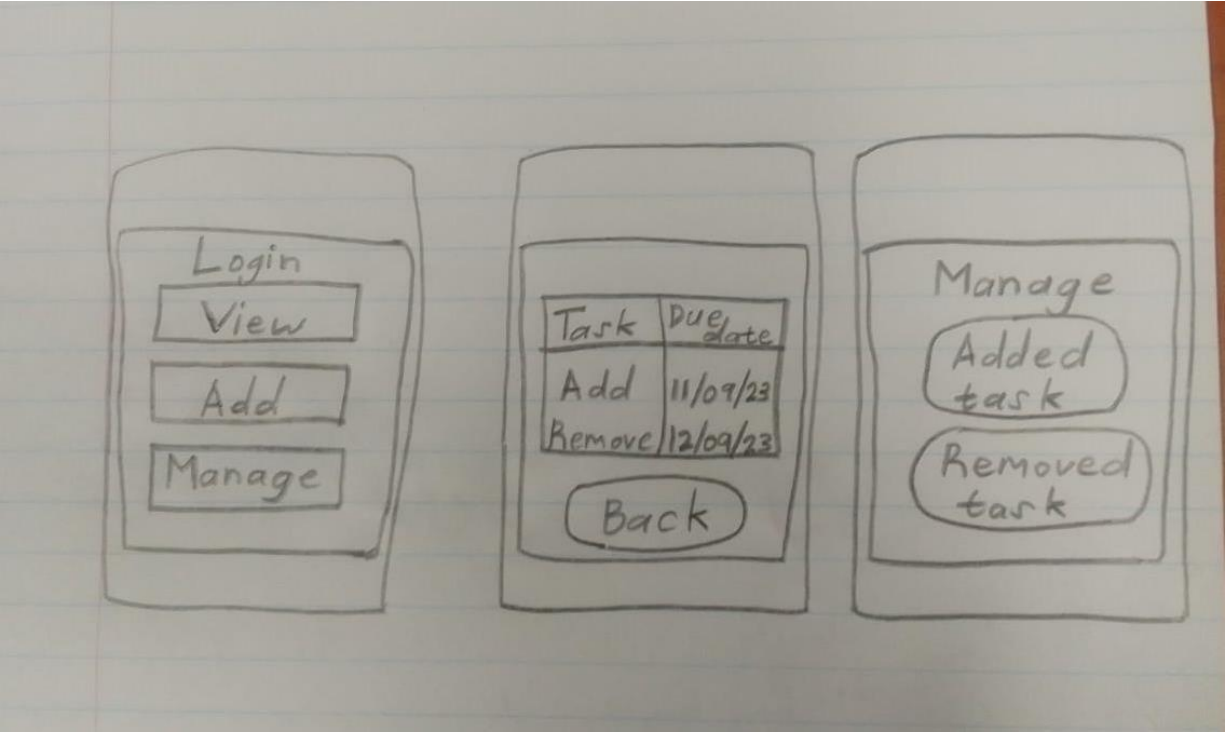 Login
View
Add
Manage
Task Due date
Add 11/09/23
Remove 12/09/23
Back
Manage
Added
task
Removed
task